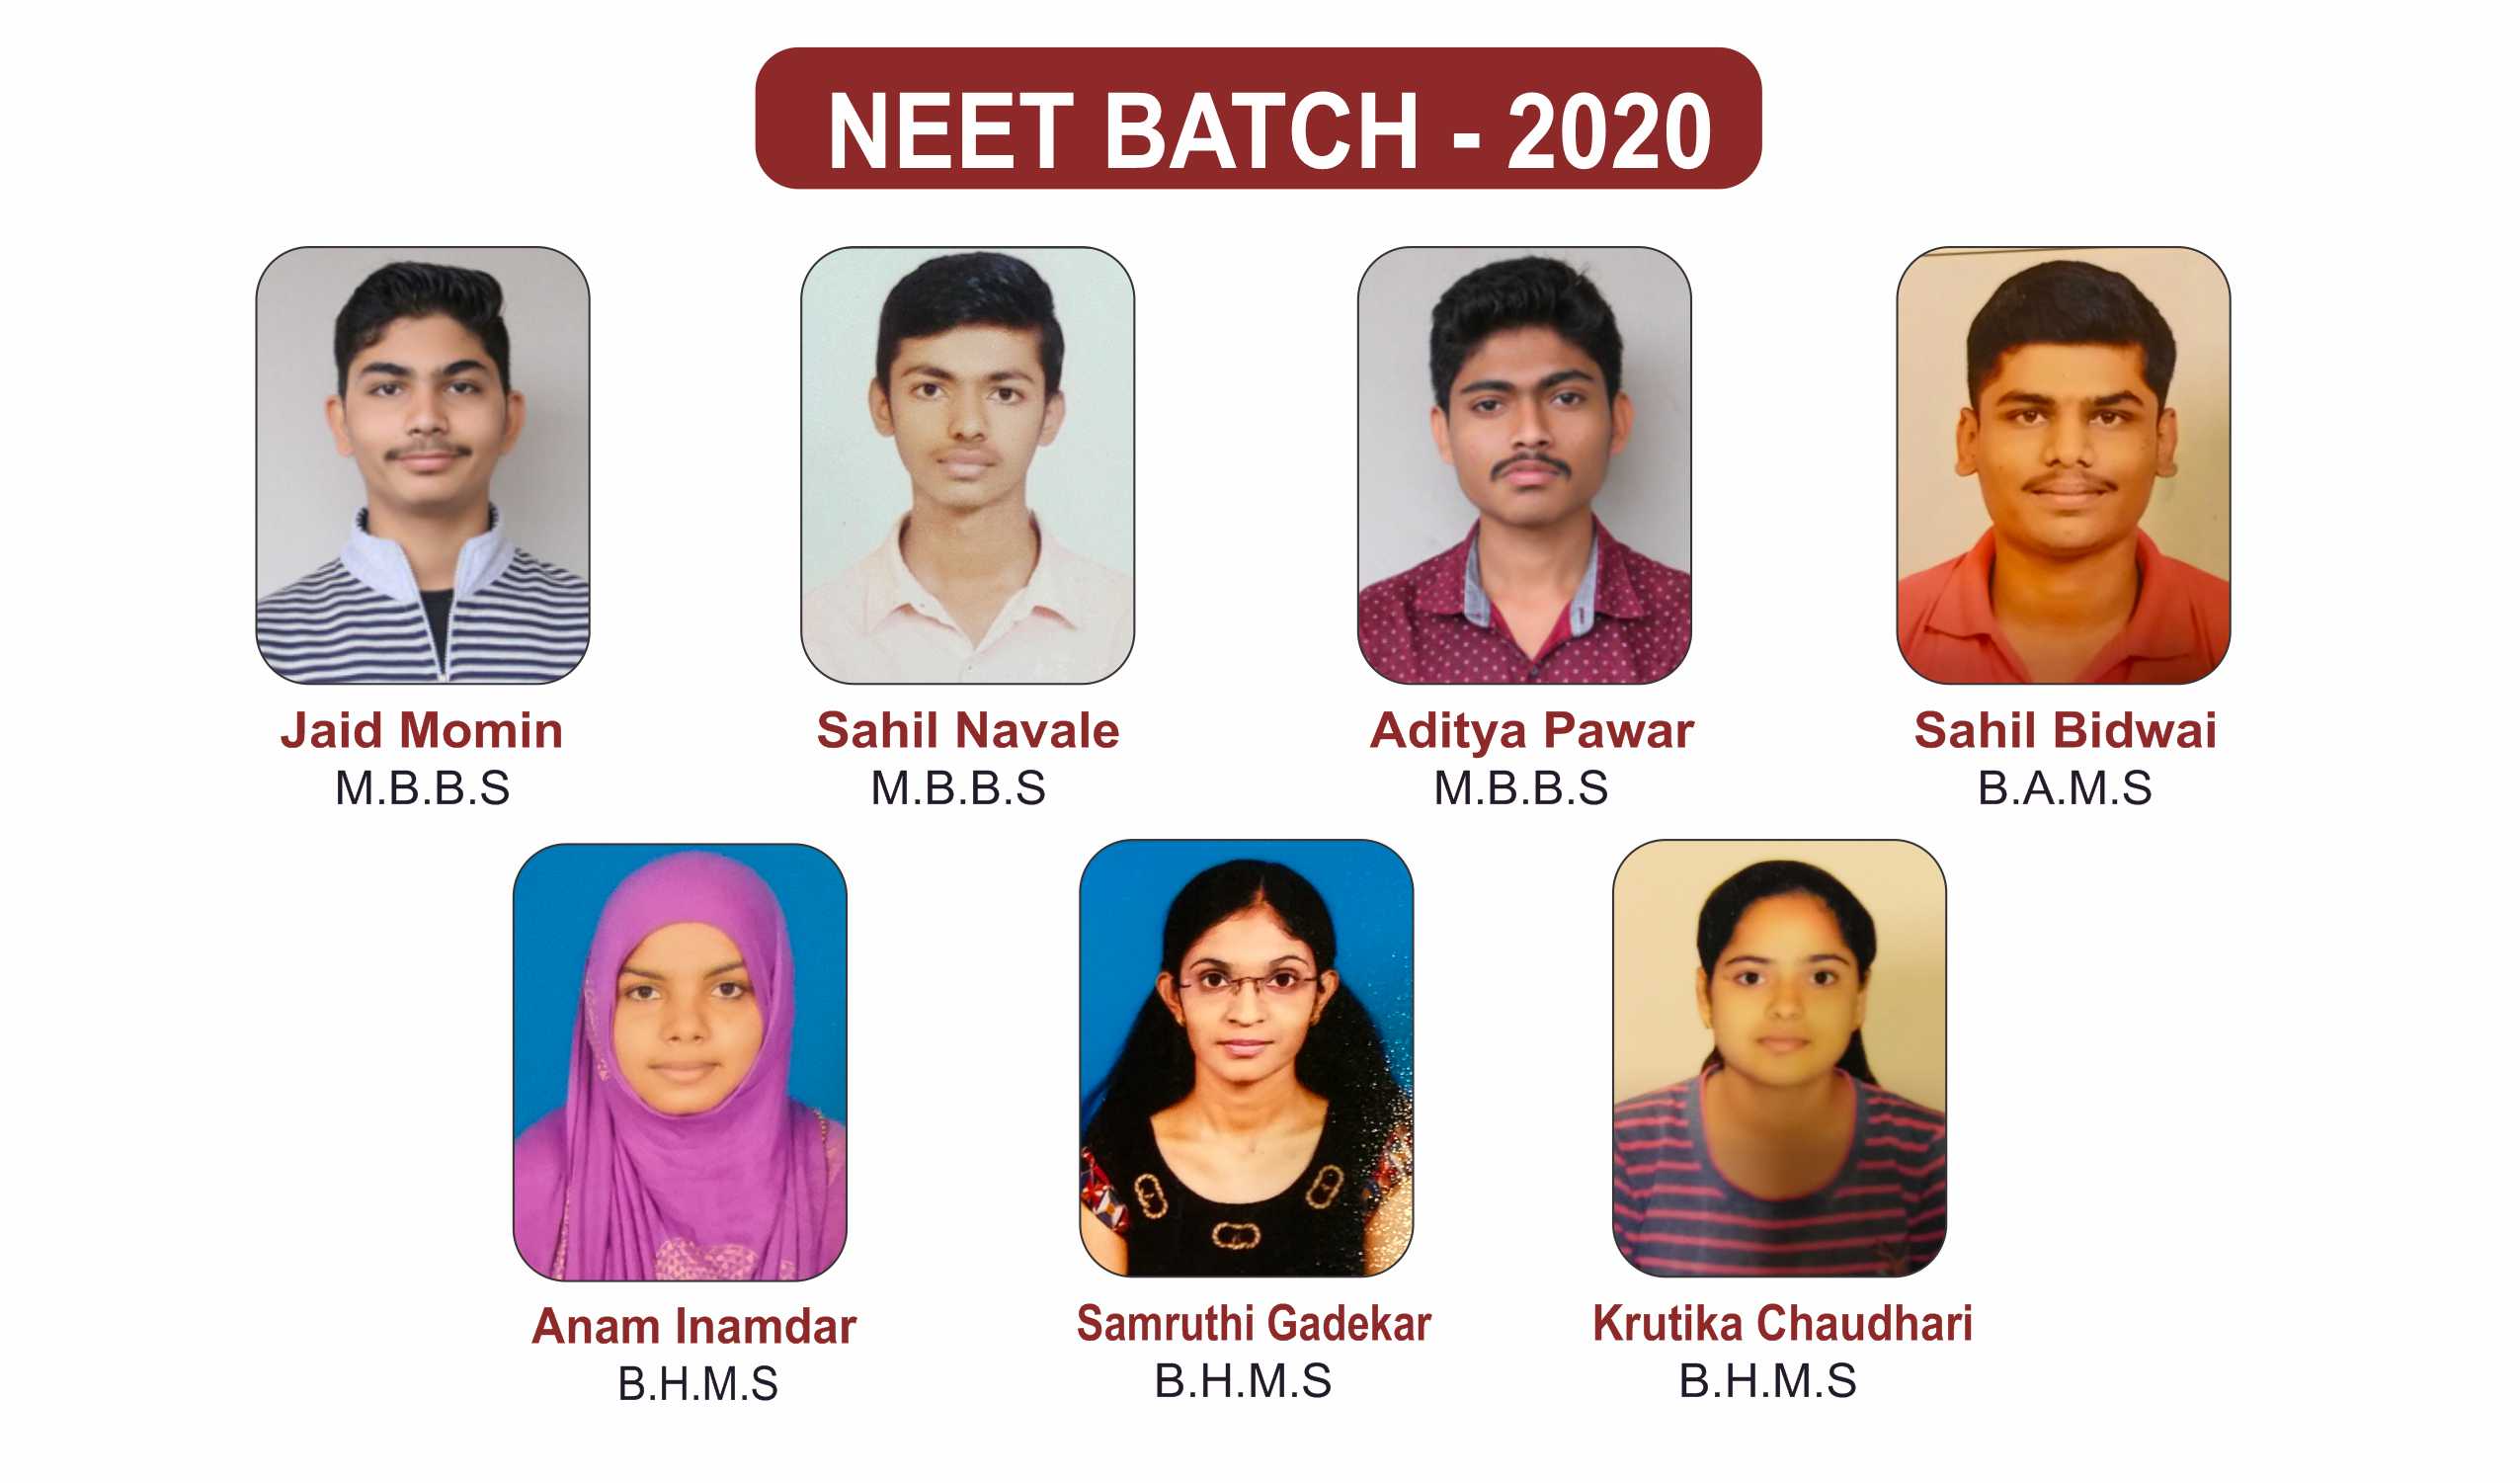 NEET BATCH - 2020
Jaid Momin
M.B.B.S
Sahil Navale
M.B.B.S
Aditya Pawar
M.B.B.S
Sahil Bidwai
B.A.M.S
Anam Inamdar
B.H.M.S
Samruthi Gadekar
B.H.M.S
Krutika Chaudhari
B.H.M.S